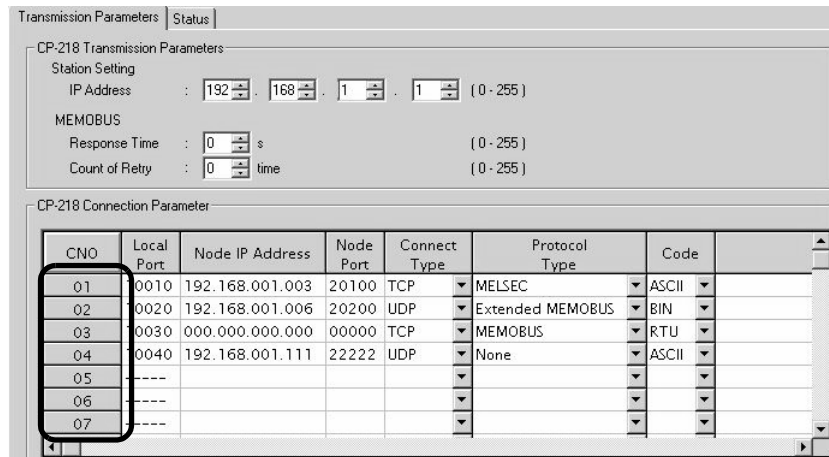 Transmission Parameters Status
CP-218 Transmission Parameters
Station Setting
IP Address : 192 . 168 . 1 . 1 ( 0 - 255 )
MEMOBUS
Response Time : 0 s ( 0 - 255 )
Count of Retry : 0 time ( 0 - 255 )
CP-218 Connection Parameter
CNO Local Port Node IP Address Node Port Connect Type Protocol Type Code
01 0010 192.168.001.003 20100 TCP MELSEC ASCII
02 0020 192.168.001.006 20200 UDP Extended MEMOBUS BIN
03 0030 000.000.000.000 00000 TCP MEMOBUS RTU
04 0040 192.168.001.111 22222 UDP None ASCII
05 ----
06 ----
07 ----